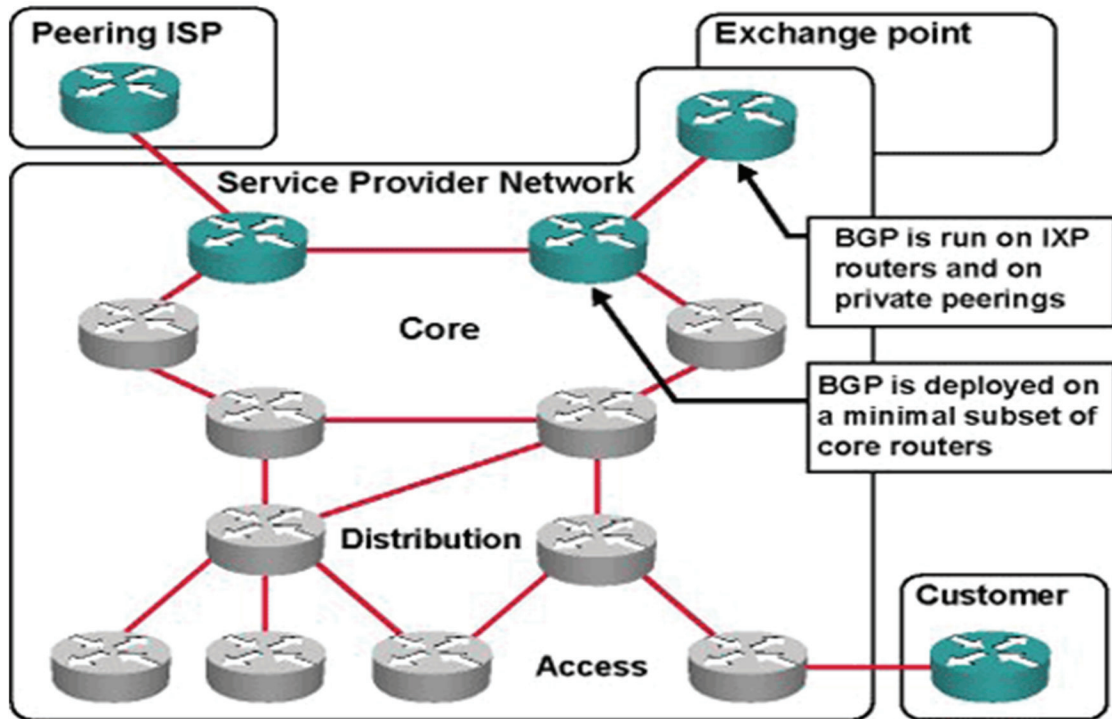 Peering ISP
Exchange point
Service Provider Network
BGP is run on IXP
routers and on
private peerings
Core
BGP is deployed on
a minimal subset of
core routers
Distribution
Customer
Access